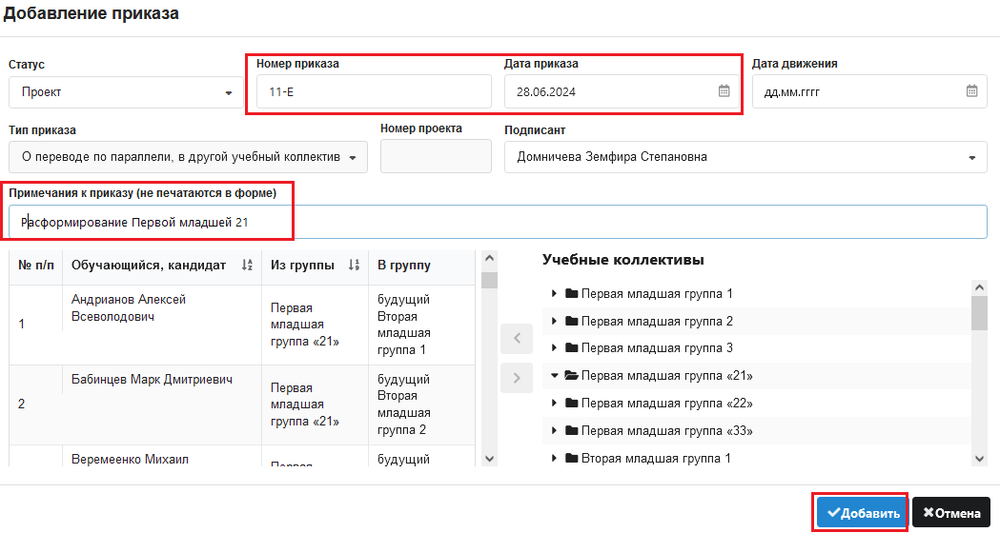 Добавление приказа
Статус
Номер приказа
Дата приказа
Дата движения
Проект
11-Е
28.06.2024
дд.мм.гггг
Тип приказа
Номер проекта
Подписант
О переводе по параллели, в другой учебный коллектив
Домничева Земфира Степановна
Примечания к приказу (не печатаются в форме)
Расформирование Первой младшей 21
№ п/п
Обучающийся, кандидат
Из группы
В группу
1
Андрианов Алексей
Всеволодович
Первая
младшая
группа «21»
будущий
Вторая
младшая
группа 1
2
Бабинцев Марк Дмитриевич
Первая
младшая
группа «21»
будущий
Вторая
младшая
группа 2
Веремеенко Михаил
Первая
будущий
Учебные коллективы
Первая младшая группа 1
Первая младшая группа 2
Первая младшая группа 3
Первая младшая группа «21»
Первая младшая группа «22»
Первая младшая группа «33»
Вторая младшая группа 1
Добавить
Отмена